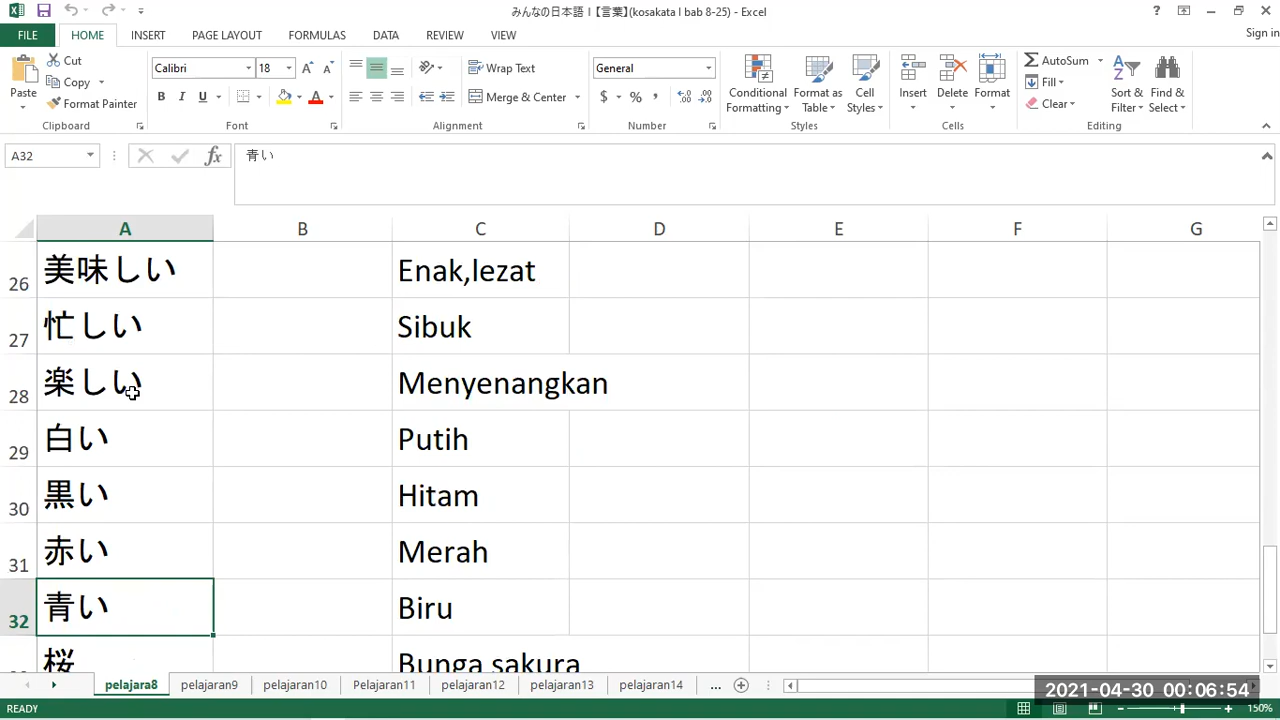 みんなの日本語Ⅰ【言葉】(kosakata I bab 8-25) - Excel
FILE HOME INSERT PAGE LAYOUT FORMULAS DATA REVIEW VIEW Sign in
Paste Cut Copy Format Painter Clipboard
Calibri 18 B I U A Font
Wrap Text Merge & Center Alignment
General $ % , Number
Conditional Formatting Format as Table Cell Styles Styles
Insert Delete Format Cells
AutoSum Fill Clear Sort & Filter Find & Select Editing
A32 fx 青い
A B C D E F G
26 美味しい Enak,lezat
27 忙しい Sibuk
28 楽しい Menyenangkan
29 白い Putih
30 黒い Hitam
31 赤い Merah
32 青い Biru
桜 Bunga sakura
pelajara8 pelajaran9 pelajaran10 Pelajaran11 pelajaran12 pelajaran13 pelajaran14 ...
2021-04-30 00:06:54
READY 150%